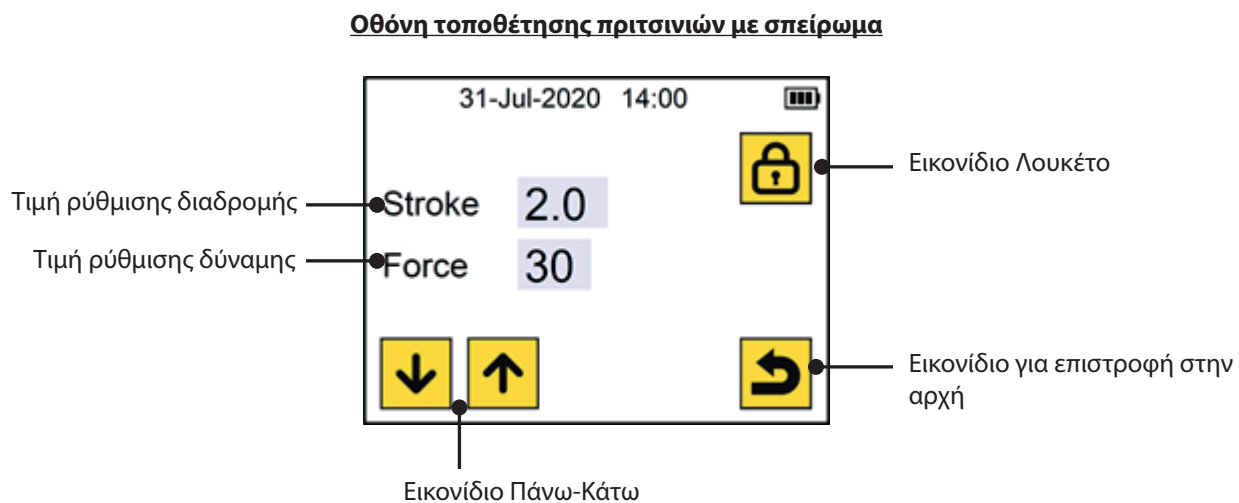 Οθόνη τοποθέτησης πριτσινιών με σπείρωμα
31-Jul-2020 14:00
Εικονίδιο Λουκέτο
Τιμή ρύθμισης διαδρομής
Stroke 2.0
Τιμή ρύθμισης δύναμης
Force 30
Εικονίδιο για επιστροφή στην
αρχή
Εικονίδιο Πάνω-Κάτω